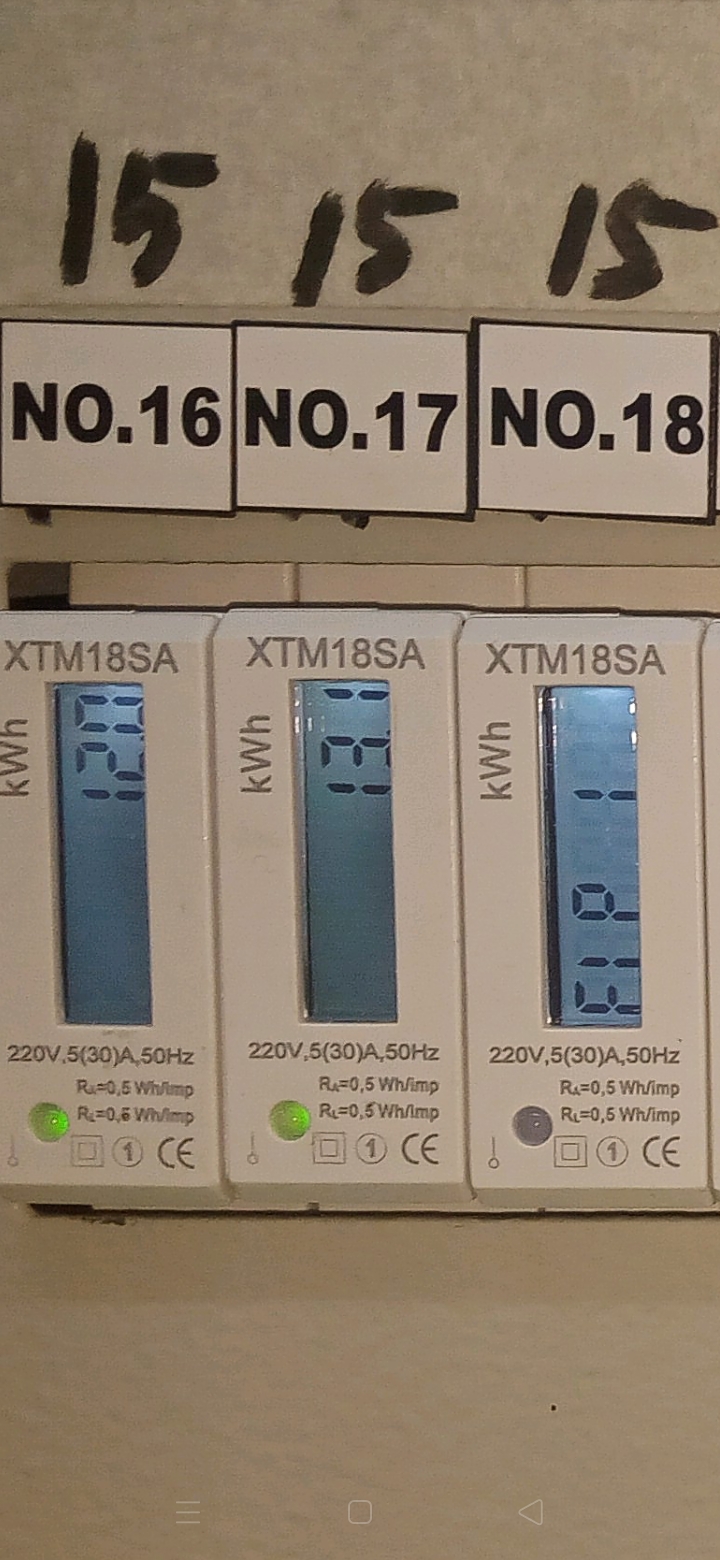 15 15 15
NO.16 NO.17 NO.18
XTM18SA XTM18SA XTM18SA
kWh kWh kWh
220V,5(30)A,50Hz 220V,5(30)A,50Hz 220V,5(30)A,50Hz
RA=0,5 Wh/imp RA=0,5 Wh/imp RA=0,5 Wh/imp
RL=0,5 Wh/imp RL=0,5 Wh/imp RL=0,5 Wh/imp
1 CE 1 CE 1 CE